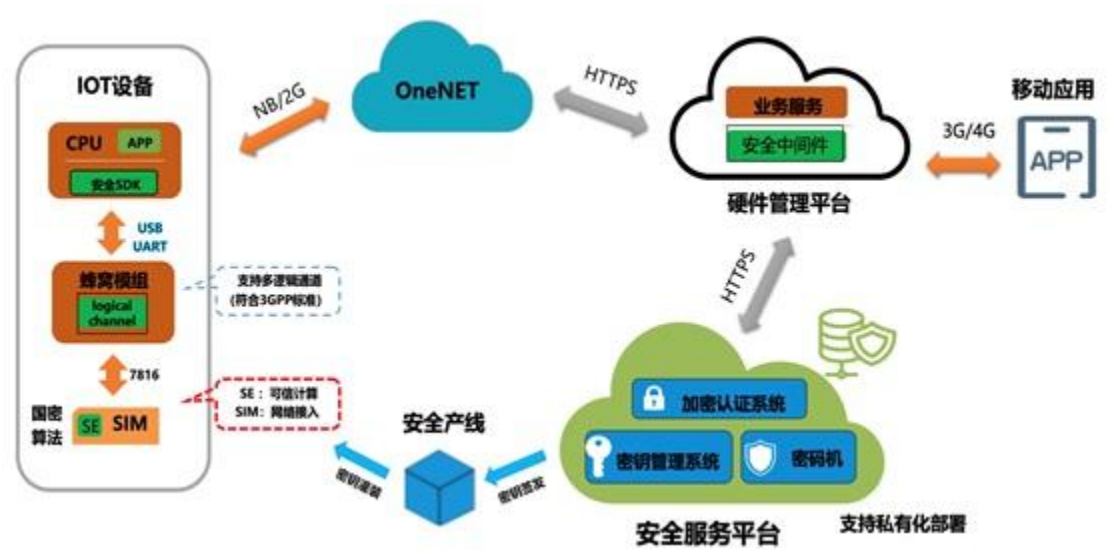 IOT设备
CPU
APP
安全SDK
USB
UART
蜂窝模组
logical
channel
支持多逻辑通道
(符合3GPP标准)
7816
国密
算法
SE
SIM
SE：可信计算
SIM：网络接入
NB/2G
OneNET
HTTPS
业务服务
安全中间件
硬件管理平台
3G/4G
移动应用
APP
HTTPS
加密认证系统
密钥管理系统
密码机
安全服务平台
支持私有化部署
密钥签发
安全产线
密钥灌装